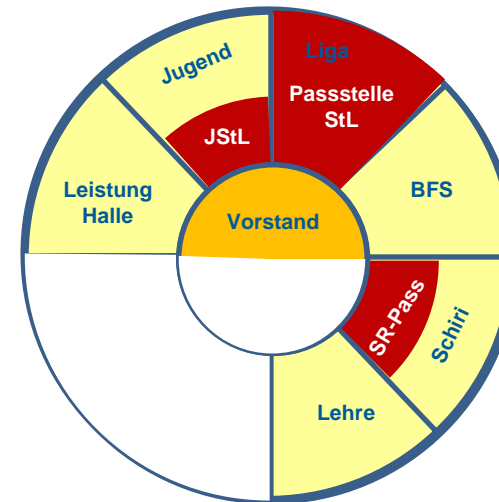 Jugend
Liga
Passstelle
StL
JStL
Leistung
Halle
BFS
Vorstand
SR-Pass
Schiri
Lehre